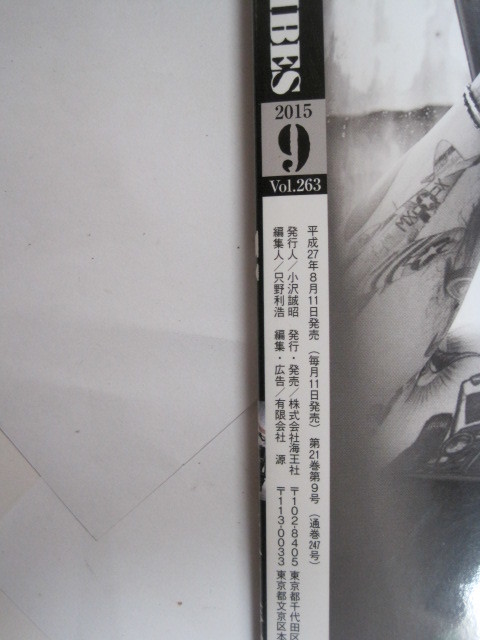 IBES
2015
9
Vol.263
平成27年8月11日発売 (毎月11日発売) 第21巻第9号 (通巻247号)
発行人/小沢誠昭 発行・発売/株式会社海王社 〒102-8405 東京都千代田区
編集人/只野利浩 編集・広告/有限会社 源 〒113-0033 東京都文京区本